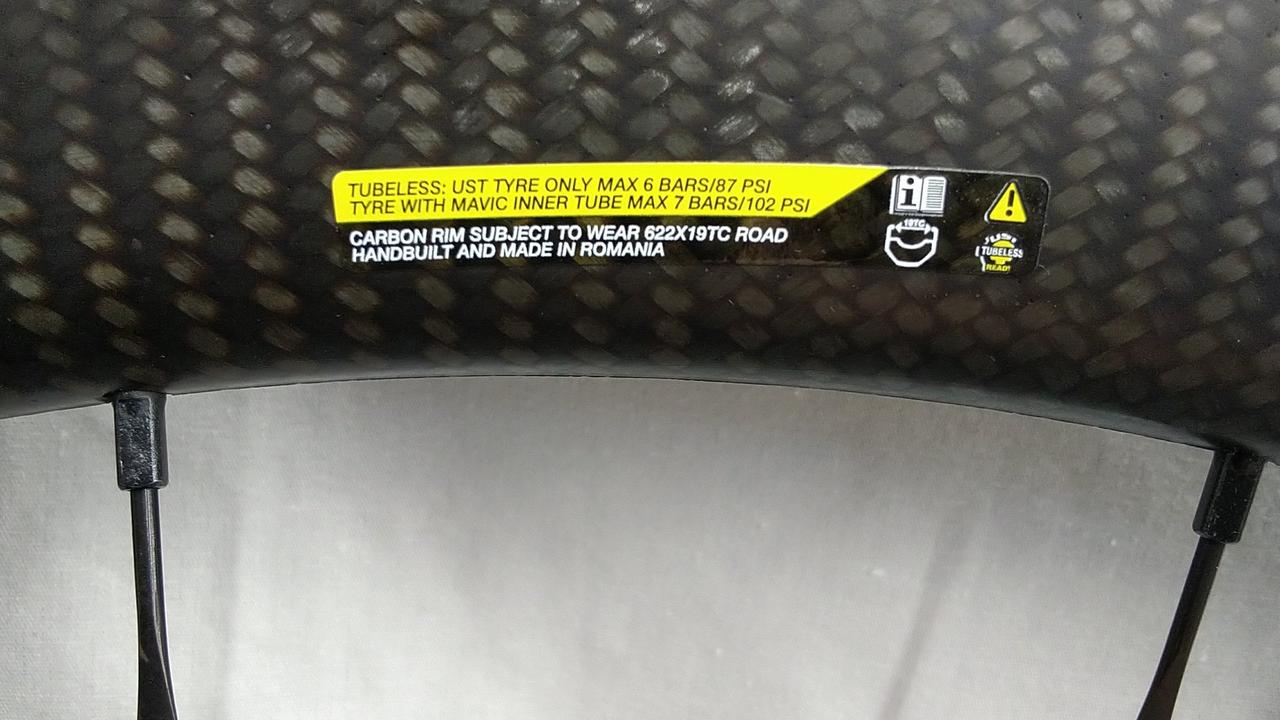 TUBELESS: UST TYRE ONLY MAX 6 BARS/87 PSI
TYRE WITH MAVIC INNER TUBE MAX 7 BARS/102 PSI
CARBON RIM SUBJECT TO WEAR 622X19TC ROAD
HANDBUILT AND MADE IN ROMANIA
i
19TC
!
UST
TUBELESS
READY